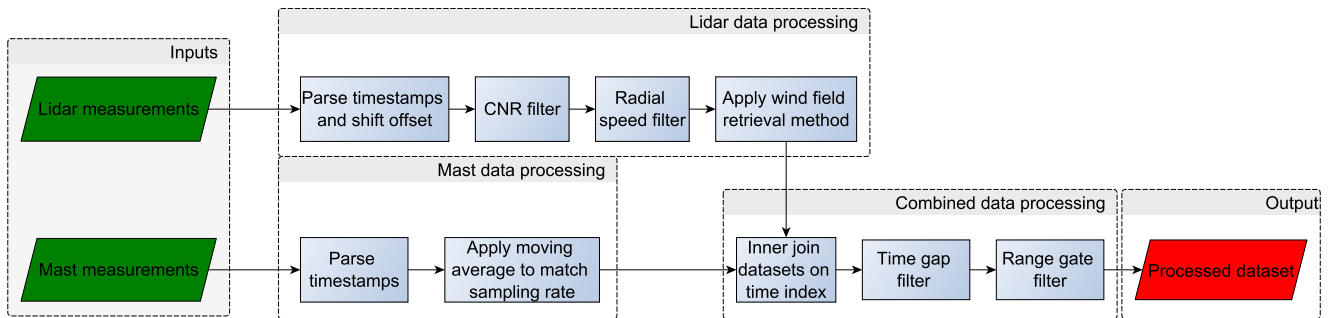 Lidar data processing
Inputs
Lidar measurements
Parse timestamps
and shift offset
CNR filter
Radial
speed filter
Apply wind field
retrieval method
Mast data processing
Combined data processing
Output
Mast measurements
Parse
timestamps
Apply moving
average to match
sampling rate
Inner join
datasets on
time index
Time gap
filter
Range gate
filter
Processed dataset